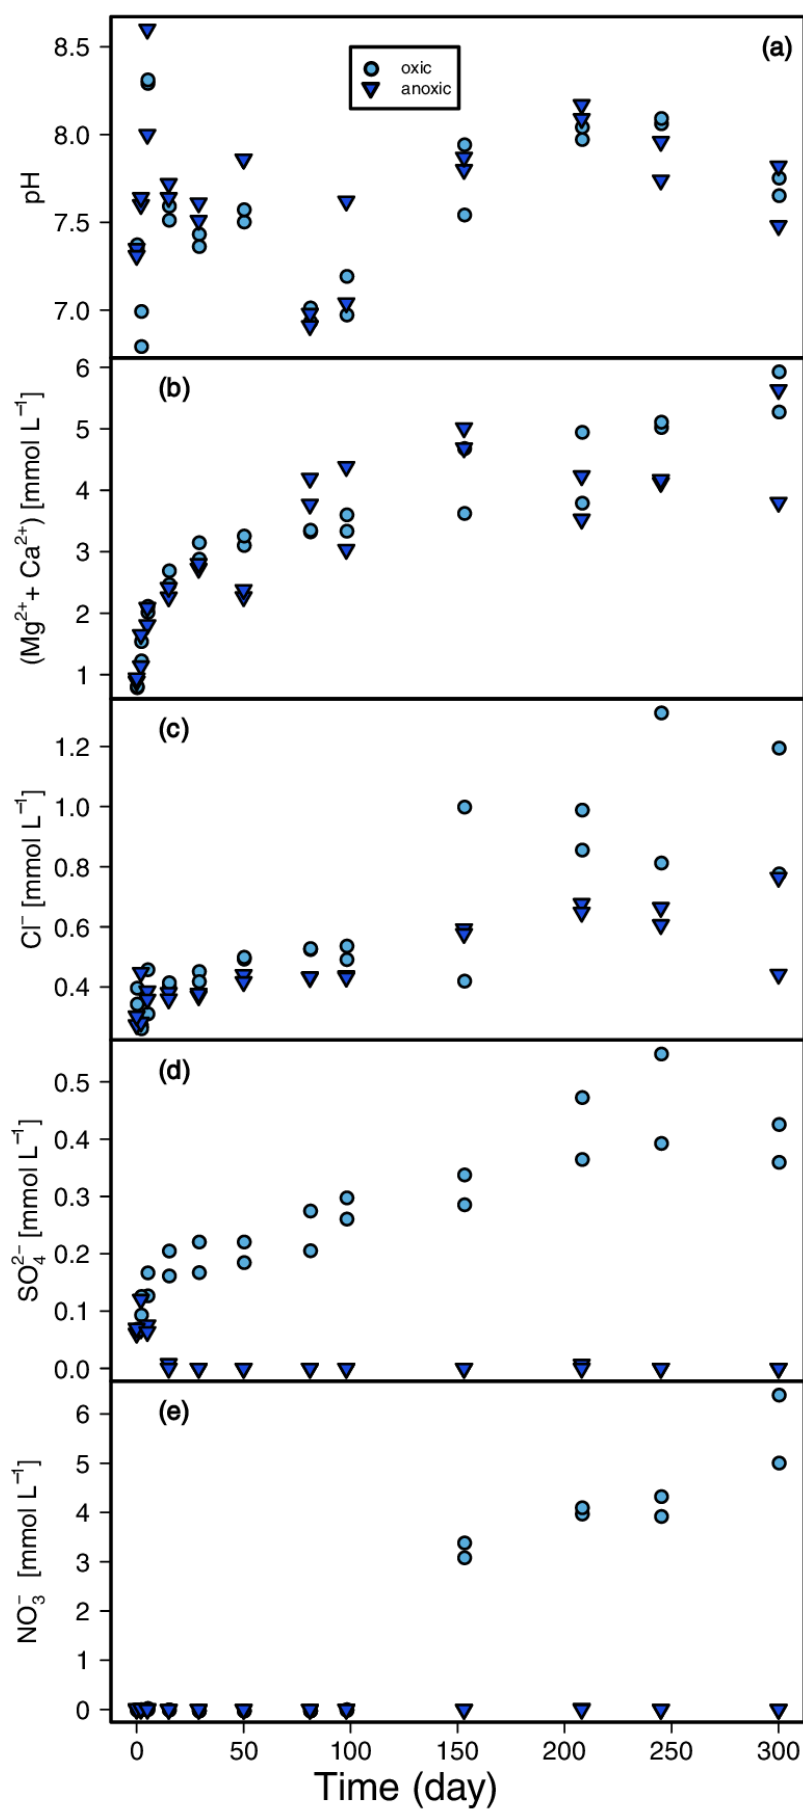 (a)
oxic
anoxic
8.5
8.0
7.5
7.0
pH
(b)
6
5
4
3
2
1
(Mg²⁺+ Ca²⁺) [mmol L⁻¹]
(c)
1.2
1.0
0.8
0.6
0.4
Cl⁻ [mmol L⁻¹]
(d)
0.5
0.4
0.3
0.2
0.1
0.0
SO₄²⁻ [mmol L⁻¹]
(e)
6
5
4
3
2
1
0
NO₃⁻ [mmol L⁻¹]
0 50 100 150 200 250 300
Time (day)